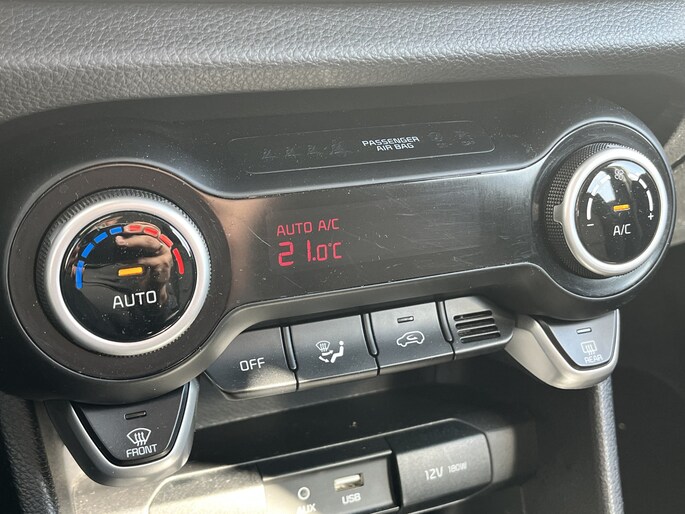 PASSENGER
AIR BAG
AUTO A/C
21.0°C
AUTO
A/C
- +
OFF
FRONT
REAR
AUX
USB
12V 180W